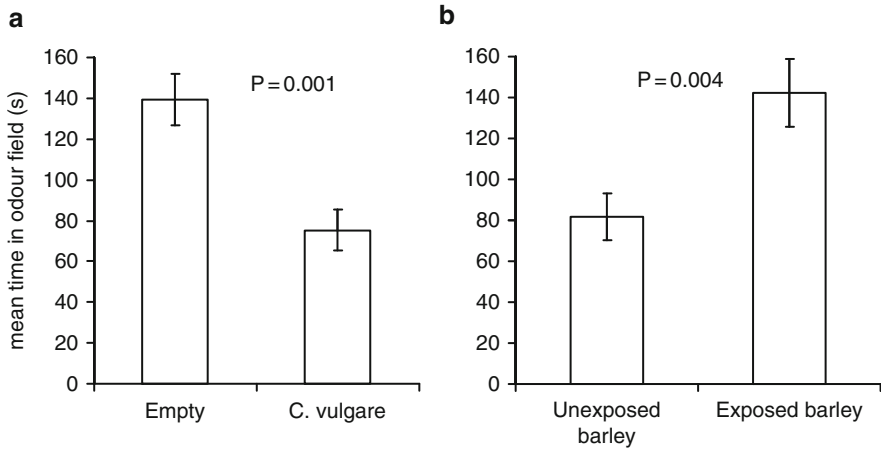 a
mean time in odour field (s)
160
140
120
100
80
60
40
20
0
P=0.001
Empty
C. vulgare
b
160
140
120
100
80
60
40
20
0
P=0.004
Unexposed
barley
Exposed barley